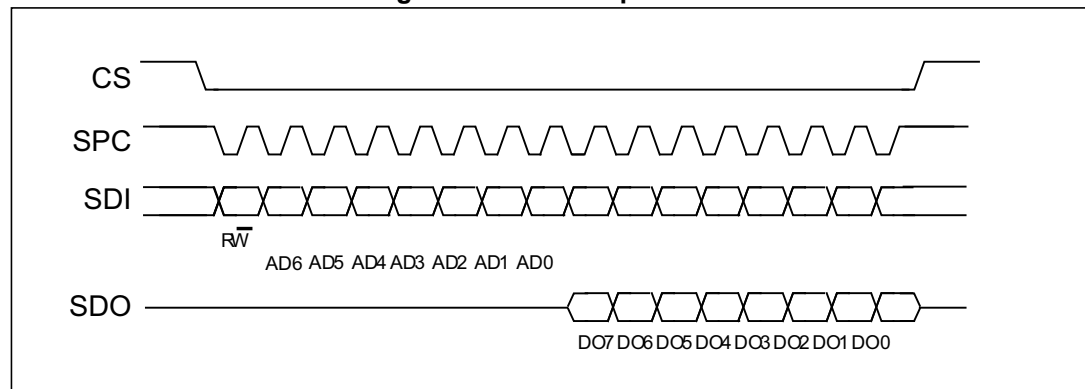 CS
SPC
SDI
RW
AD6 AD5 AD4 AD3 AD2 AD1 AD0
SDO
DO7 DO6 DO5 DO4 DO3 DO2 DO1 DO0